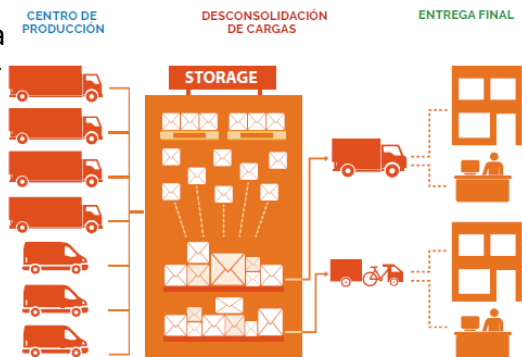 CENTRO DE
PRODUCCIÓN
DESCONSOLIDACIÓN
DE CARGAS
ENTREGA FINAL
a
STORAGE